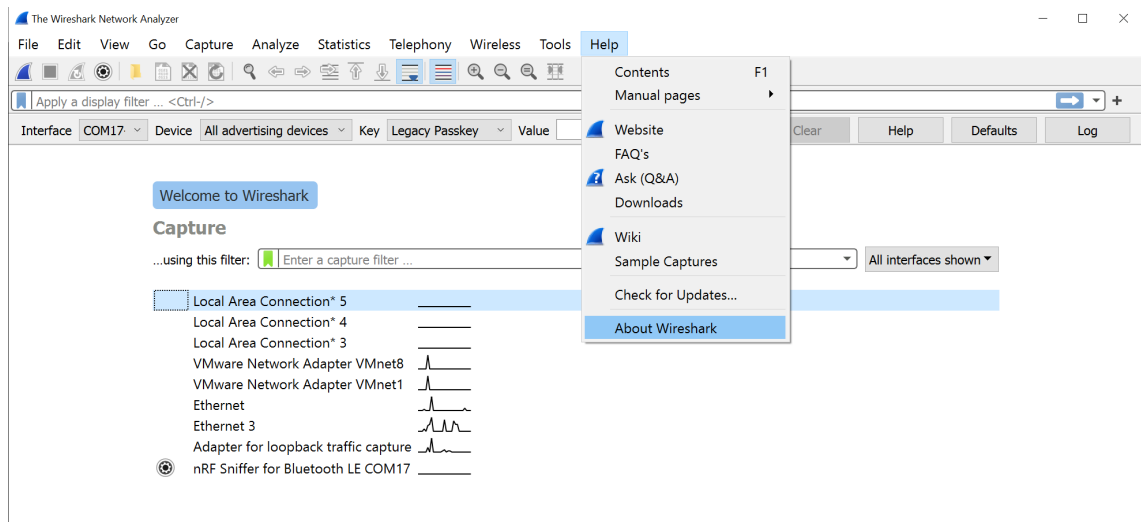 The Wireshark Network Analyzer
File Edit View Go Capture Analyze Statistics Telephony Wireless Tools Help
Contents F1
Manual pages
Apply a display filter ... <Ctrl-/> +
Interface COM17- Device All advertising devices Key Legacy Passkey Value Clear Help Defaults Log
Website
FAQ's
Ask (Q&A)
Downloads
Wiki
Sample Captures
Check for Updates...
About Wireshark
Welcome to Wireshark
Capture
...using this filter: Enter a capture filter ... All interfaces shown
Local Area Connection* 5
Local Area Connection* 4
Local Area Connection* 3
VMware Network Adapter VMnet8
VMware Network Adapter VMnet1
Ethernet
Ethernet 3
Adapter for loopback traffic capture
nRF Sniffer for Bluetooth LE COM17